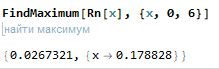 FindMaximum[Rn[x], {x, 0, 6}]
найти максимум
{0.0267321, {x → 0.178828}}